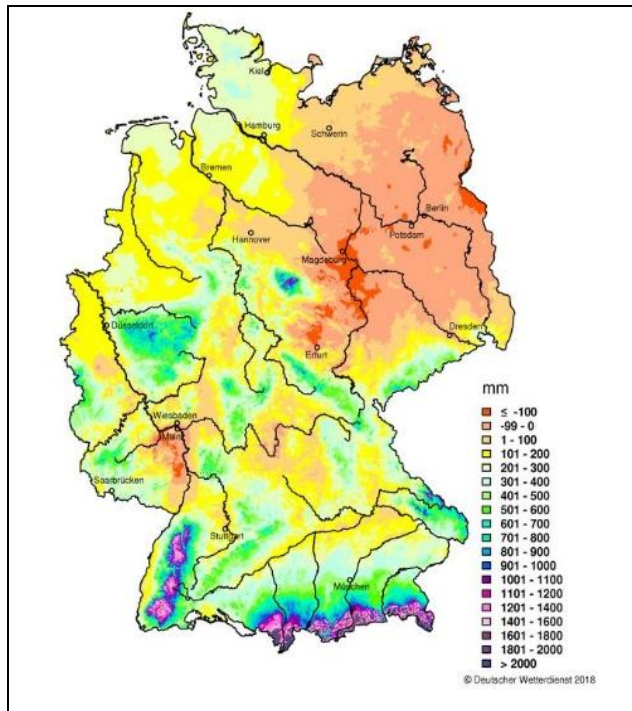 Kiel
Hamburg
Schwerin
Bremen
Berlin
Potsdam
Hannover
Magdeburg
Düsseldorf
Dresden
Erfurt
Wiesbaden
Mainz
Saarbrücken
Stuttgart
München
mm
≤ -100
-99 - 0
1 - 100
101 - 200
201 - 300
301 - 400
401 - 500
501 - 600
601 - 700
701 - 800
801 - 900
901 - 1000
1001 - 1100
1101 - 1200
1201 - 1400
1401 - 1600
1601 - 1800
1801 - 2000
> 2000
© Deutscher Wetterdienst 2018